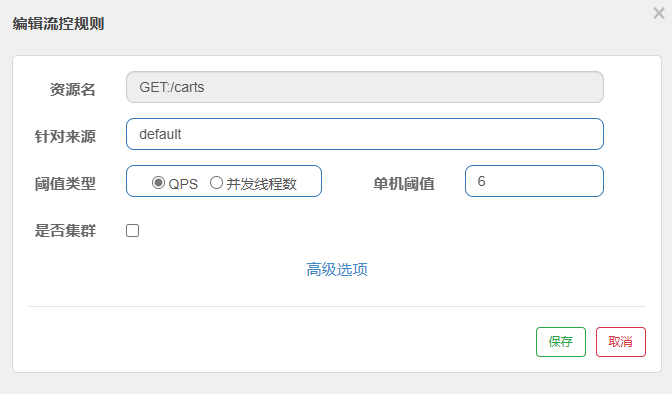 编辑流控规则
×
资源名 GET:/carts
针对来源 default
阈值类型 QPS 并发线程数 单机阈值 6
是否集群
高级选项
保存 取消